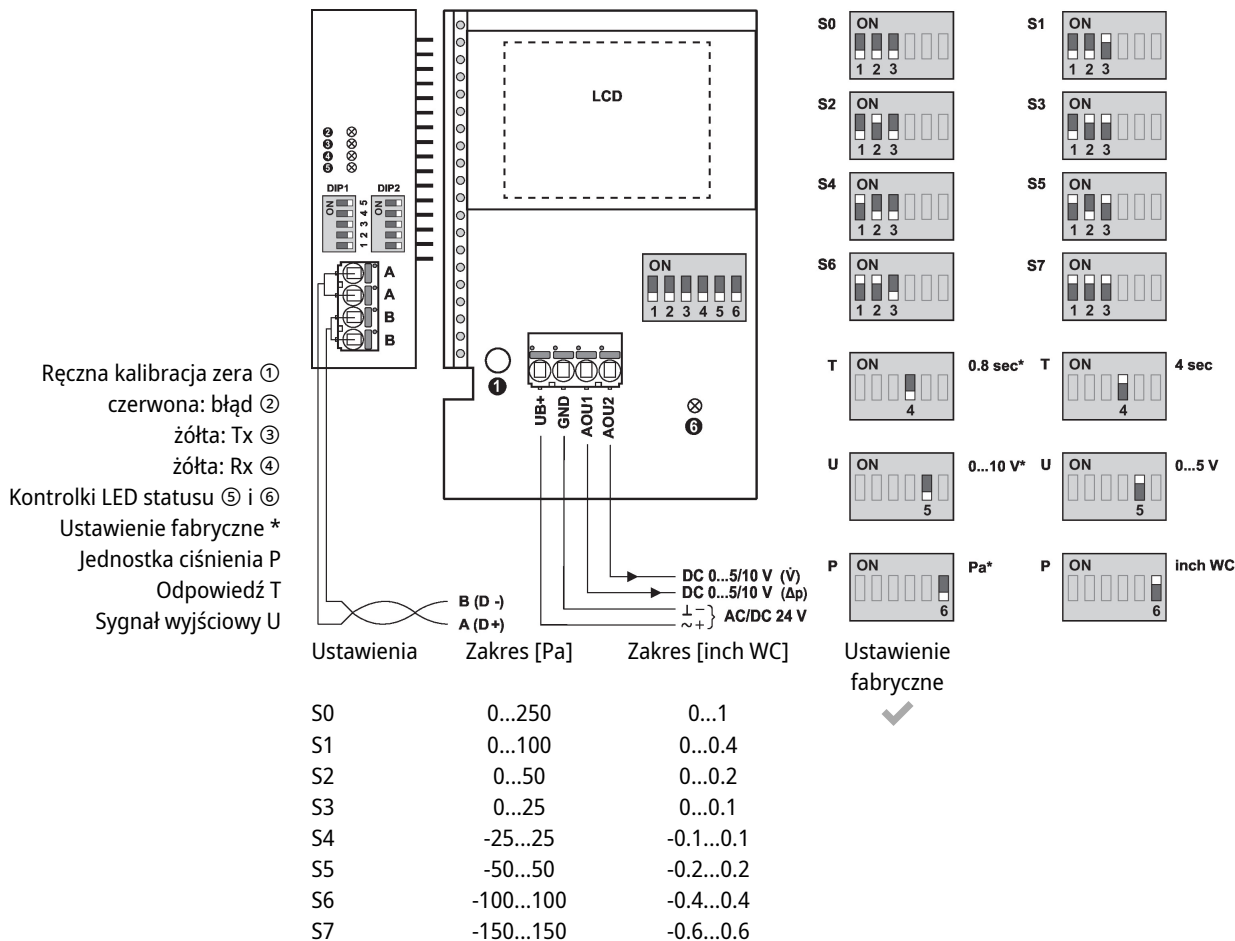 S0 ON
1 2 3
S1 ON
1 2 3
S2 ON
1 2 3
S3 ON
1 2 3
S4 ON
1 2 3
S5 ON
1 2 3
S6 ON
1 2 3
S7 ON
1 2 3
LCD
❷
❸
❹
❺
DIP1 DIP2
ON ON
1 2 3 4 5
A
A
B
B
ON
1 2 3 4 5 6
❶
UB+
GND
AOU1
AOU2
❻
Ręczna kalibracja zera ①
czerwona: błąd ②
żółta: Tx ③
żółta: Rx ④
Kontrolki LED statusu ⑤ i ⑥
Ustawienie fabryczne *
Jednostka ciśnienia P
Odpowiedź T
Sygnał wyjściowy U
T ON 0.8 sec*
4
T ON 4 sec
4
U ON 0...10 V*
5
U ON 0...5 V
5
P ON Pa*
6
P ON inch WC
6
DC 0...5/10 V (V̇)
DC 0...5/10 V (Δp)
⊥ −
~ +
AC/DC 24 V
B (D -)
A (D+)
Ustawienia Zakres [Pa] Zakres [inch WC] Ustawienie
fabryczne
S0 0...250 0...1 ✔
S1 0...100 0...0.4
S2 0...50 0...0.2
S3 0...25 0...0.1
S4 -25...25 -0.1...0.1
S5 -50...50 -0.2...0.2
S6 -100...100 -0.4...0.4
S7 -150...150 -0.6...0.6